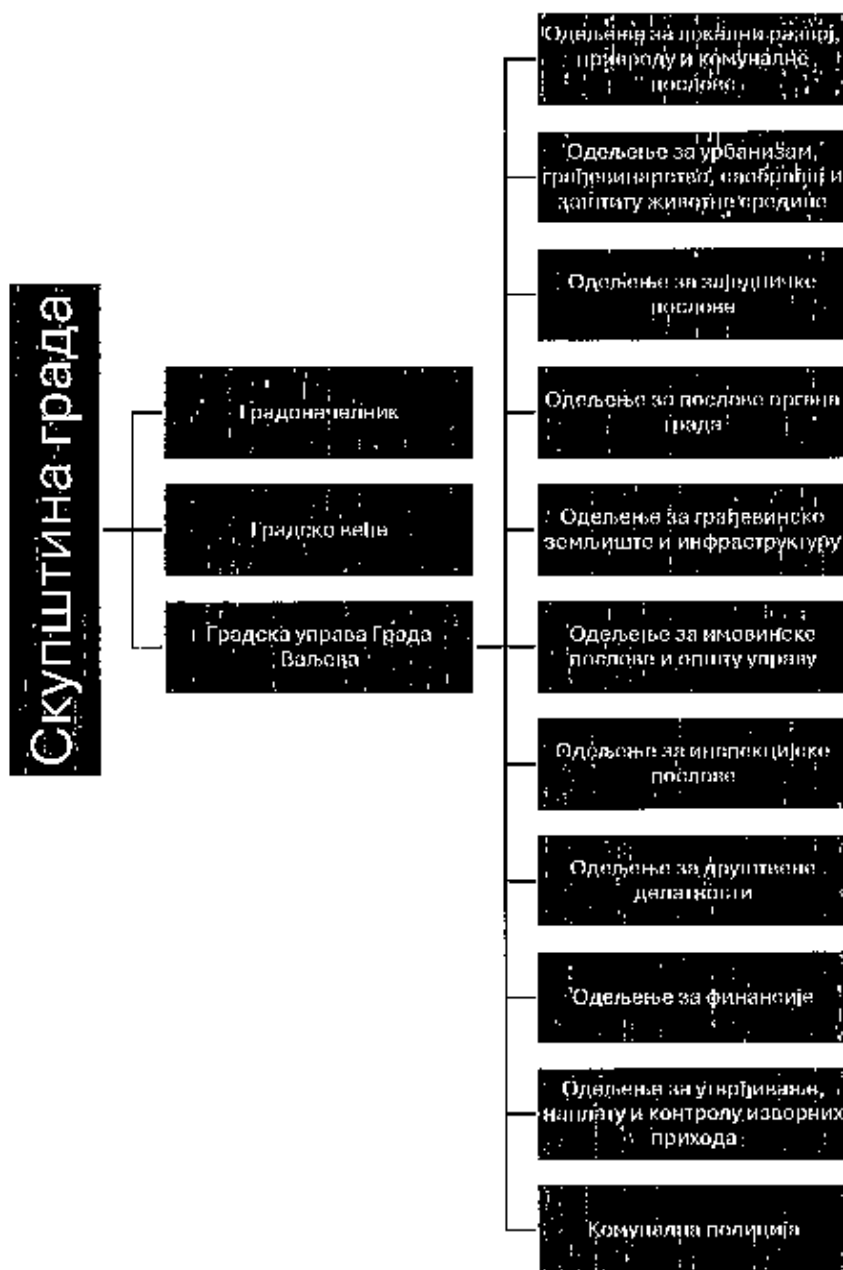 Скупштина града
Градоначелник
Градско веће
Градска управа Града
Ваљева
Одељење за локални развој,
привреду и комуналне
послове
Одељење за урбанизам,
грађевинарство, саобраћај и
заштиту животне средине
Одељење за заједничке
послове
Одељење за послове органа
града
Одељење за грађевинско
земљиште и инфраструктуру
Одељење за имовинске
послове и општу управу
Одељење за инспекцијске
послове
Одељење за друштвене
делатности
Одељење за финансије
Одељење за утврђивање,
наплату и контролу изворних
прихода
Комунална полиција